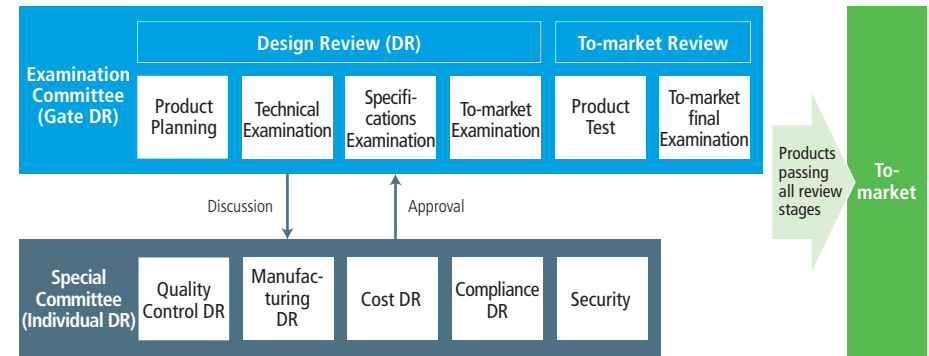 Design Review (DR)
To-market Review
Examination
Committee
(Gate DR)
Product
Planning
Technical
Examination
Specifi-
cations
Examination
To-market
Examination
Product
Test
To-market
final
Examination
Products
passing
all review
stages
To-
market
Discussion
Approval
Special
Committee
(Individual DR)
Quality
Control DR
Manufac-
turing
DR
Cost DR
Compliance
DR
Security